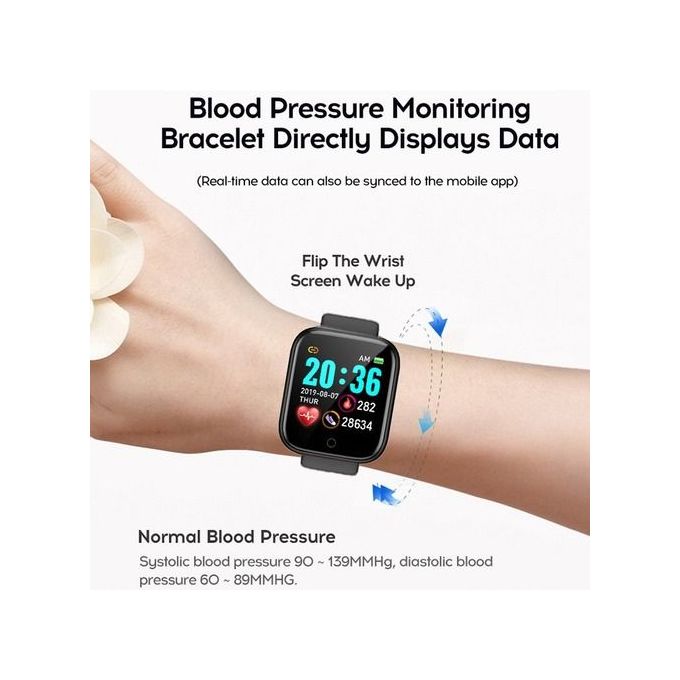 Blood Pressure Monitoring
Bracelet Directly Displays Data
(Real-time data can also be synced to the mobile app)
Flip The Wrist
Screen Wake Up
AM
20:36
2019-08-07
THUR
282
28634
Normal Blood Pressure
Systolic blood pressure 90 ~ 139MMHg, diastolic blood
pressure 60 ~ 89MMHG.